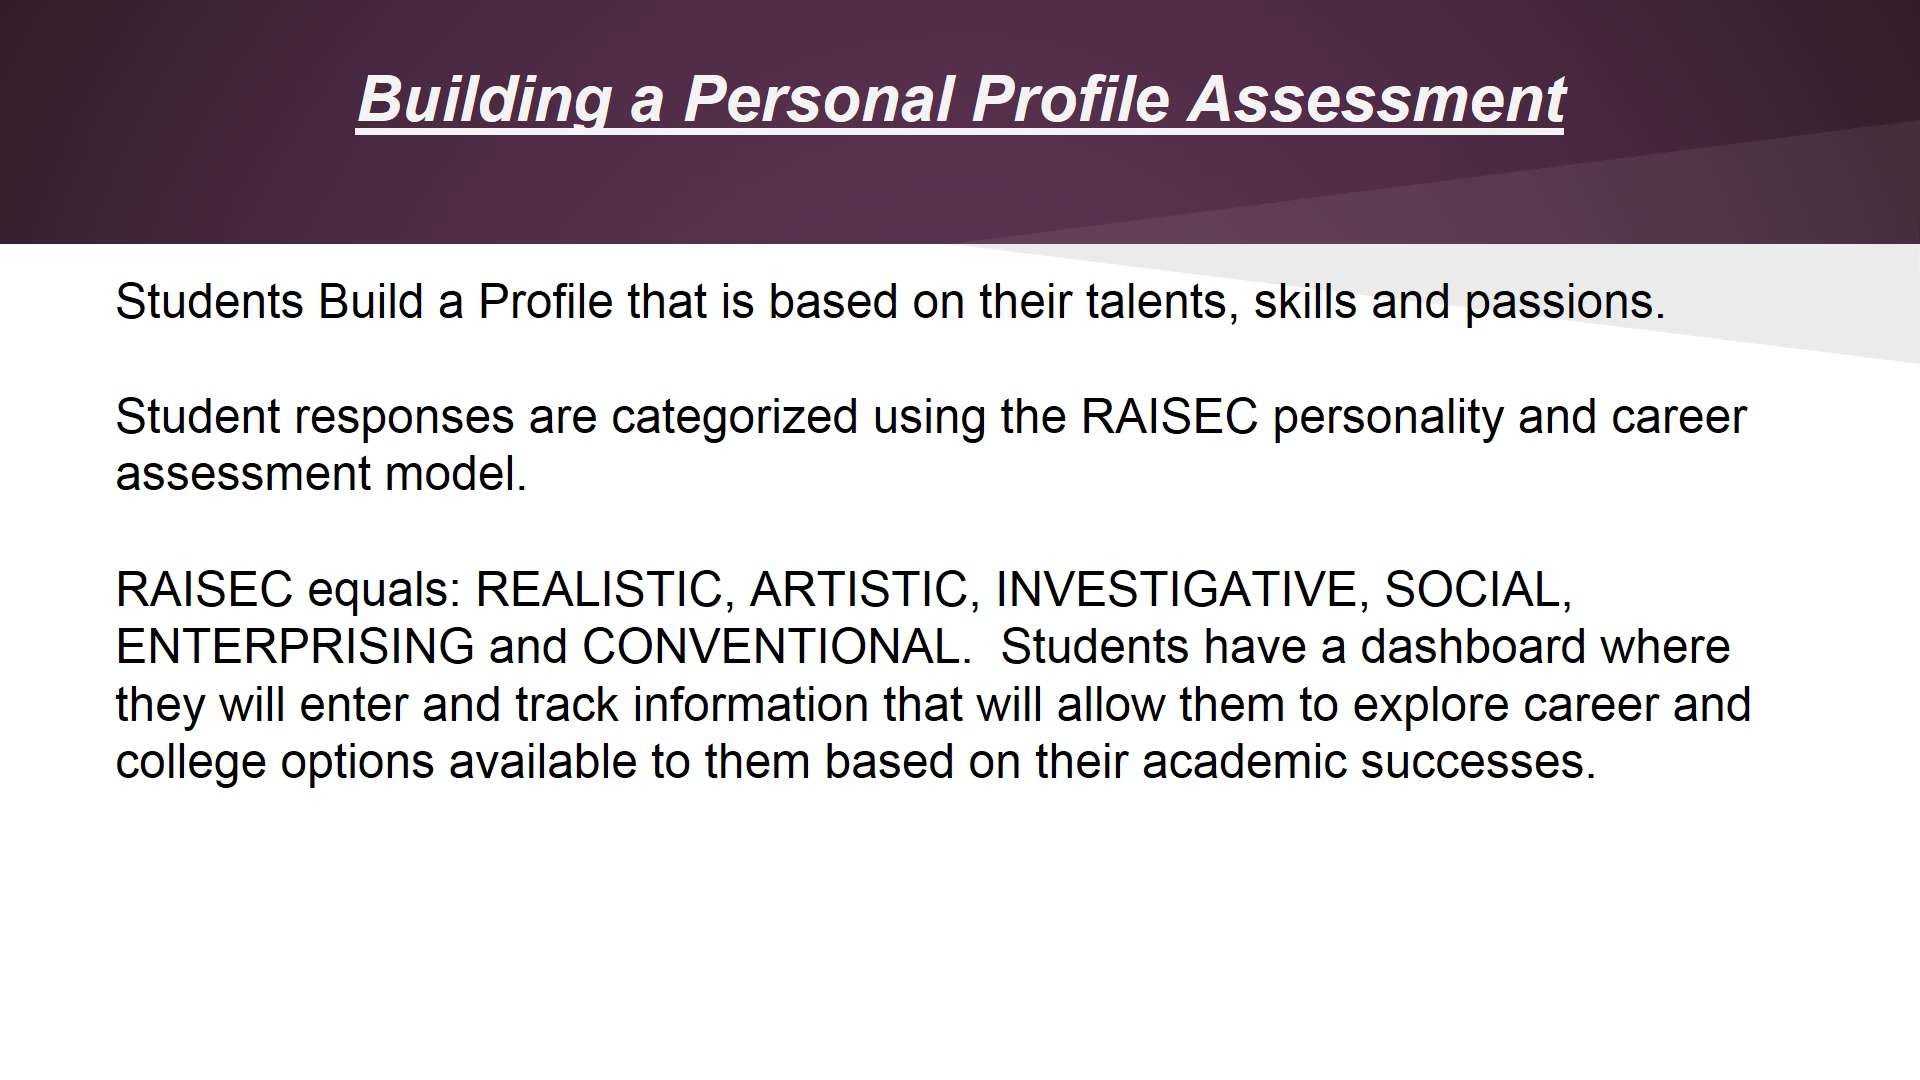 Building a Personal Profile Assessment
Students Build a Profile that is based on their talents, skills and passions.
Student responses are categorized using the RAISEC personality and career
assessment model.
RAISEC equals: REALISTIC, ARTISTIC, INVESTIGATIVE, SOCIAL,
ENTERPRISING and CONVENTIONAL.  Students have a dashboard where
they will enter and track information that will allow them to explore career and
college options available to them based on their academic successes.